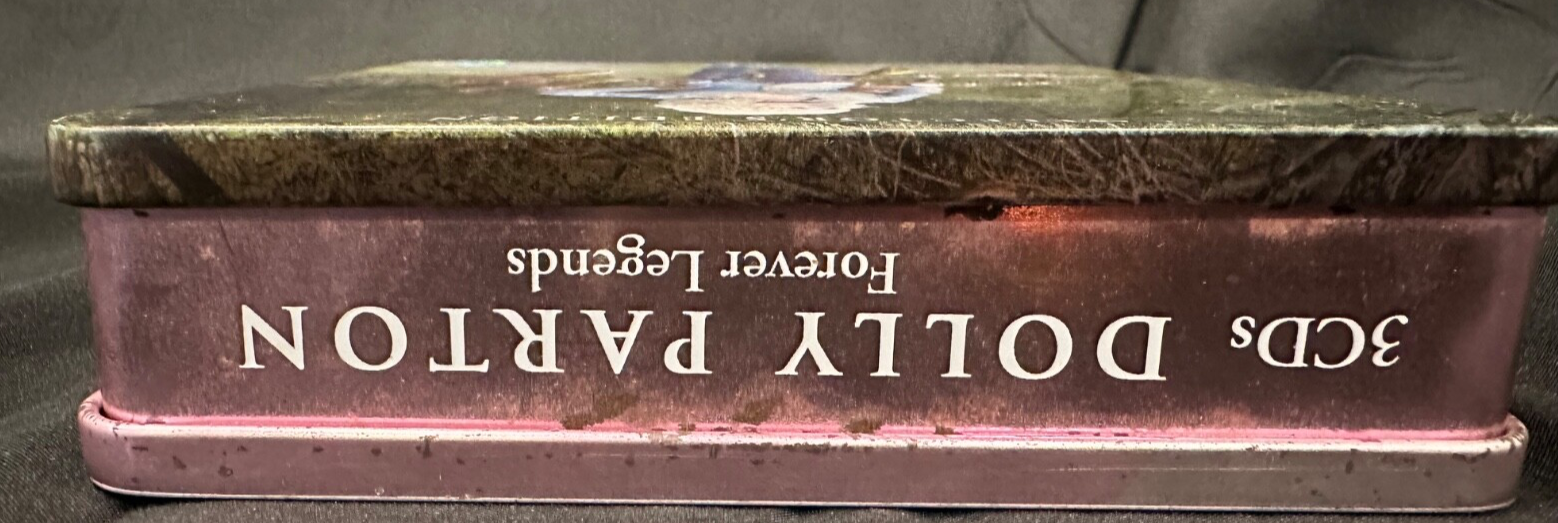 3CDs DOLLY PARTON
Forever Legends